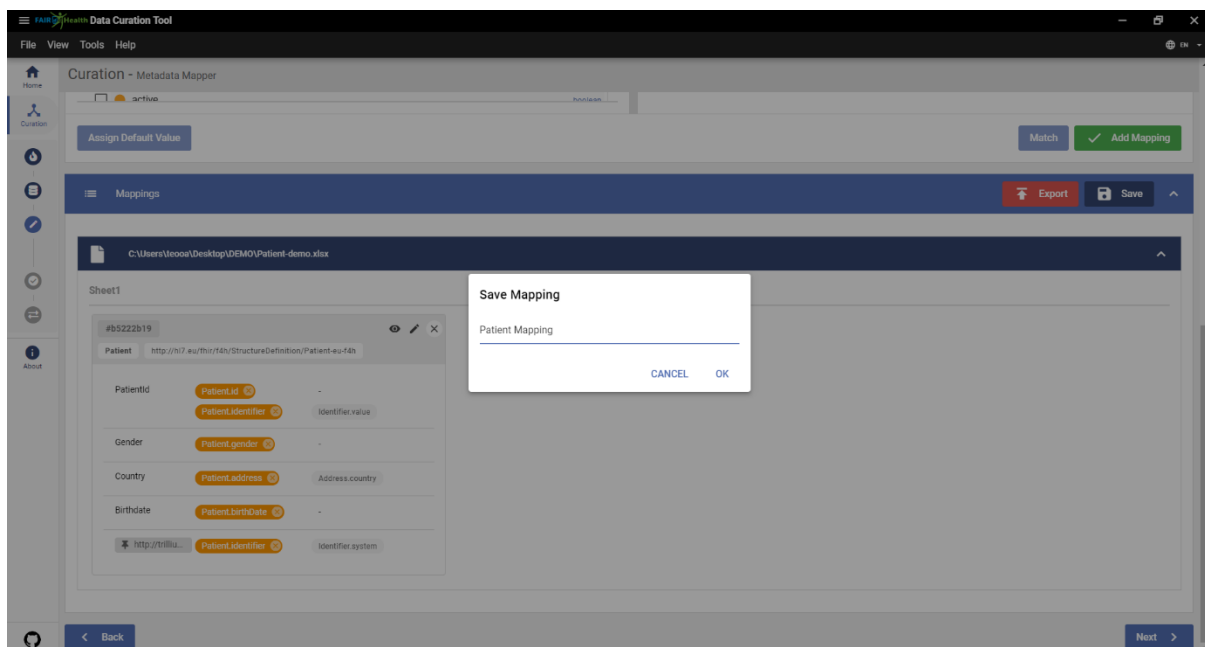 FAIR4Health Data Curation Tool
File View Tools Help
EN
Home
Curation - Metadata Mapper
active
boolean
Curation
Assign Default Value
Match
Add Mapping
Mappings
Export
Save
C:\Users\teooa\Desktop\DEMO\Patient-demo.xlsx
Sheet1
Save Mapping
Patient Mapping
CANCEL OK
#b5222b19
Patient http://hl7.eu/fhir/f4h/StructureDefinition/Patient-eu-f4h
About
PatientId Patient.id -
Patient.identifier Identifier.value
Gender Patient.gender -
Country Patient.address Address.country
Birthdate Patient.birthDate -
http://trilliu... Patient.identifier Identifier.system
Back
Next